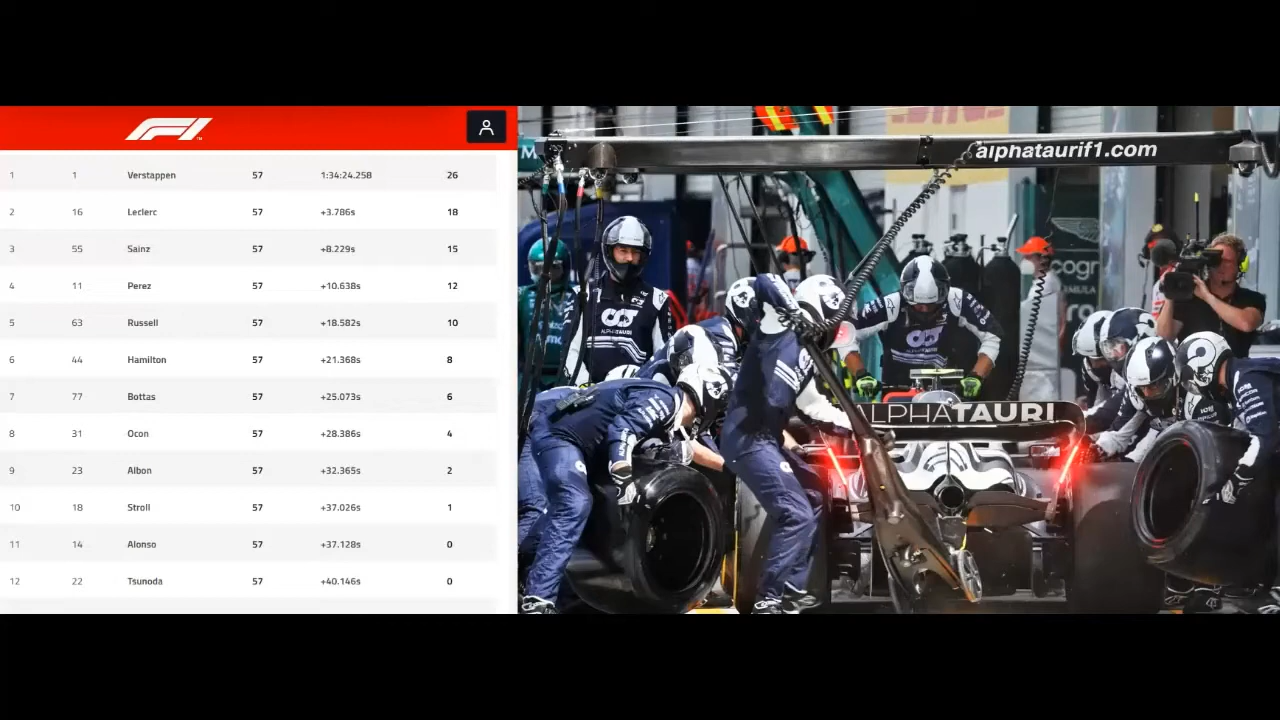 F1
1 1 Verstappen 57 1:34:24.258 26
2 16 Leclerc 57 +3.786s 18
3 55 Sainz 57 +8.229s 15
4 11 Perez 57 +10.638s 12
5 63 Russell 57 +18.582s 10
6 44 Hamilton 57 +21.368s 8
7 77 Bottas 57 +25.073s 6
8 31 Ocon 57 +28.386s 4
9 23 Albon 57 +32.365s 2
10 18 Stroll 57 +37.026s 1
11 14 Alonso 57 +37.128s 0
12 22 Tsunoda 57 +40.146s 0
alphataurif1.com
cogn
ALPHATAURI